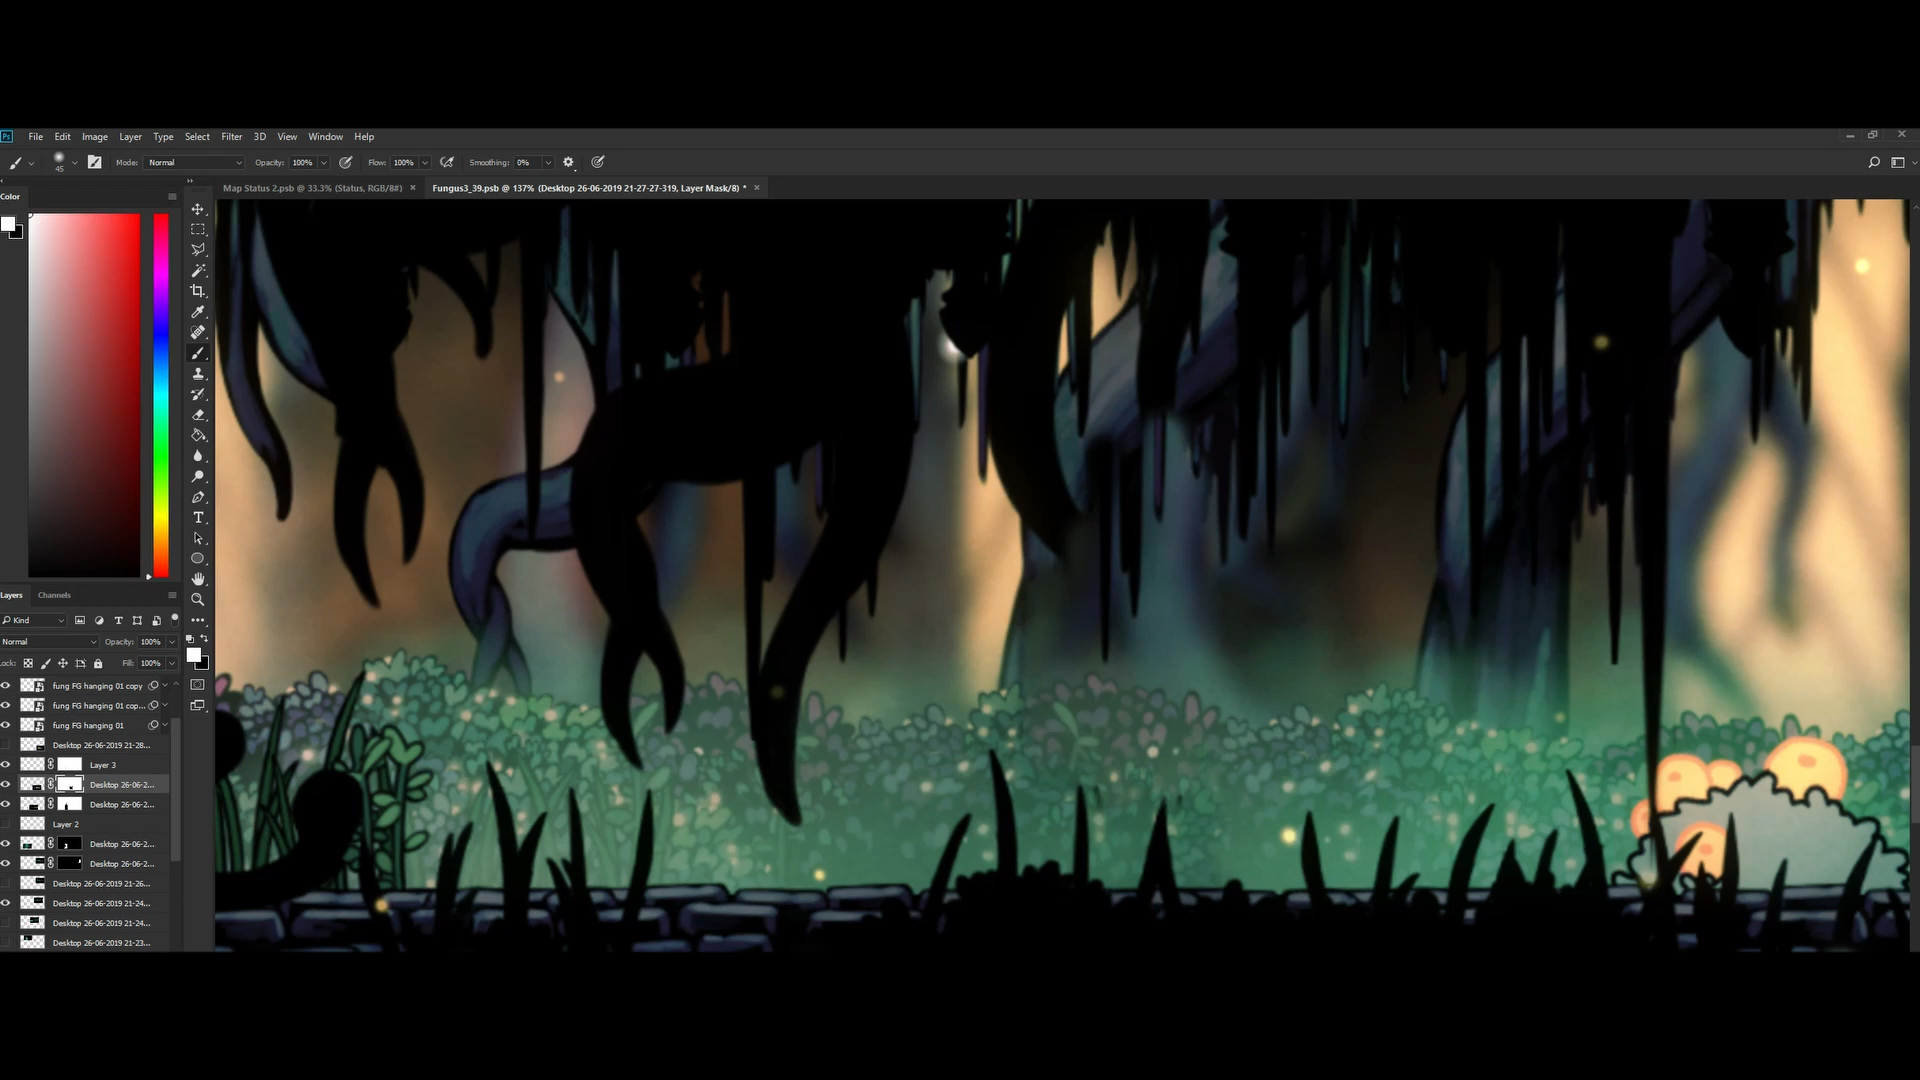 Ps File Edit Image Layer Type Select Filter 3D View Window Help
45 Mode: Normal Opacity: 100% Flow: 100% Smoothing: 0%
Map Status 2.psb @ 33.3% (Status, RGB/8#) × Fungus3_39.psb @ 137% (Desktop 26-06-2019 21-27-27-319, Layer Mask/8) * ×
Color
Layers Channels
Kind
Normal Opacity: 100%
Lock: Fill: 100%
fung FG hanging 01 copy
fung FG hanging 01 cop...
fung FG hanging 01
Desktop 26-06-2019 21-28...
Layer 3
Desktop 26-06-2...
Desktop 26-06-2...
Layer 2
Desktop 26-06-2...
Desktop 26-06-2...
Desktop 26-06-2019 21-26...
Desktop 26-06-2019 21-24...
Desktop 26-06-2019 21-24...
Desktop 26-06-2019 21-23...